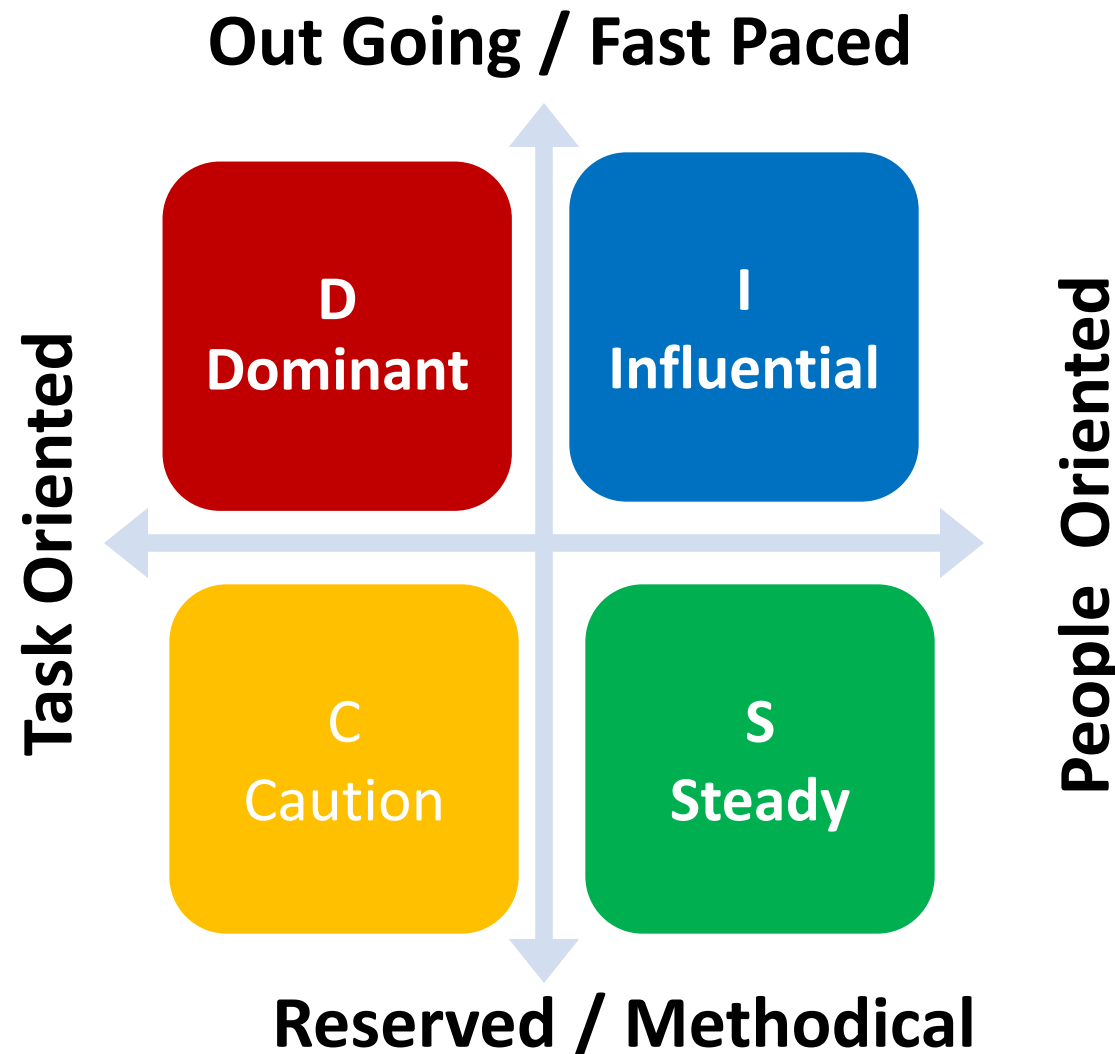 Out Going / Fast Paced
D
Dominant
I
Influential
Task Oriented
People Oriented
C
Caution
S
Steady
Reserved / Methodical